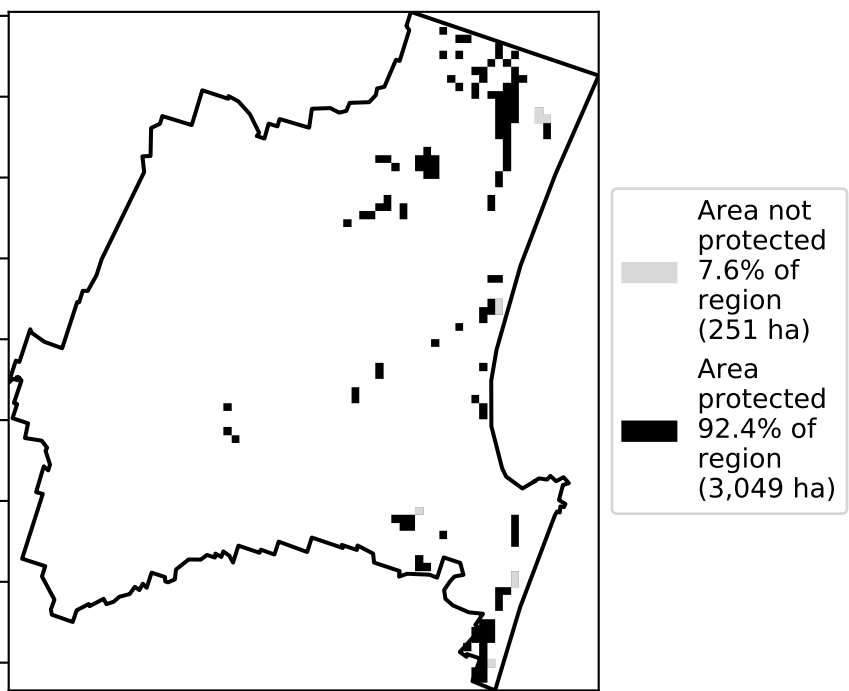 Area not
protected
7.6% of
region
(251 ha)
Area
protected
92.4% of
region
(3,049 ha)